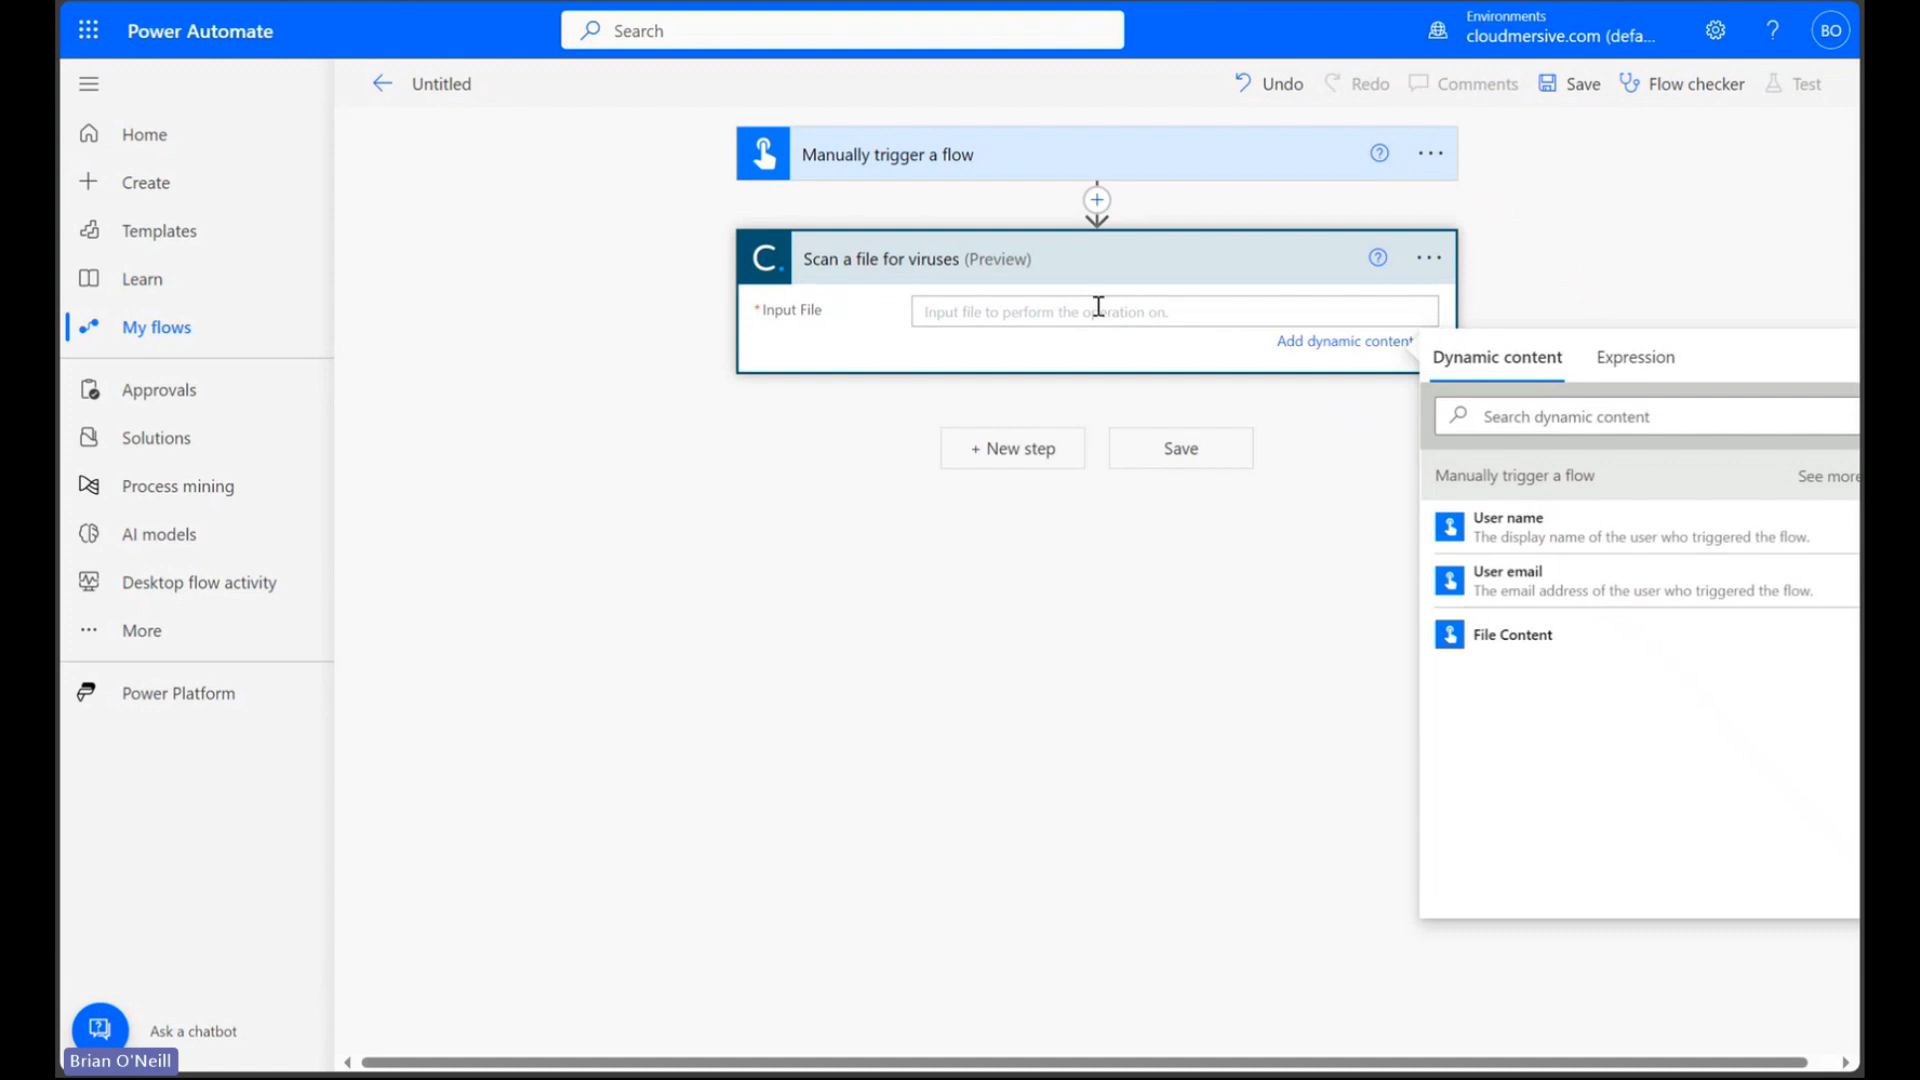 Power Automate
Search
Environments
cloudmersive.com (defa...
BO
Untitled
Undo
Redo
Comments
Save
Flow checker
Test
Home
Create
Templates
Learn
My flows
Approvals
Solutions
Process mining
AI models
Desktop flow activity
More
Power Platform
Ask a chatbot
Brian O'Neill
Manually trigger a flow
C. Scan a file for viruses (Preview)
* Input File
Input file to perform the operation on.
Add dynamic content
+ New step
Save
Dynamic content
Expression
Search dynamic content
Manually trigger a flow
See more
User name
The display name of the user who triggered the flow.
User email
The email address of the user who triggered the flow.
File Content